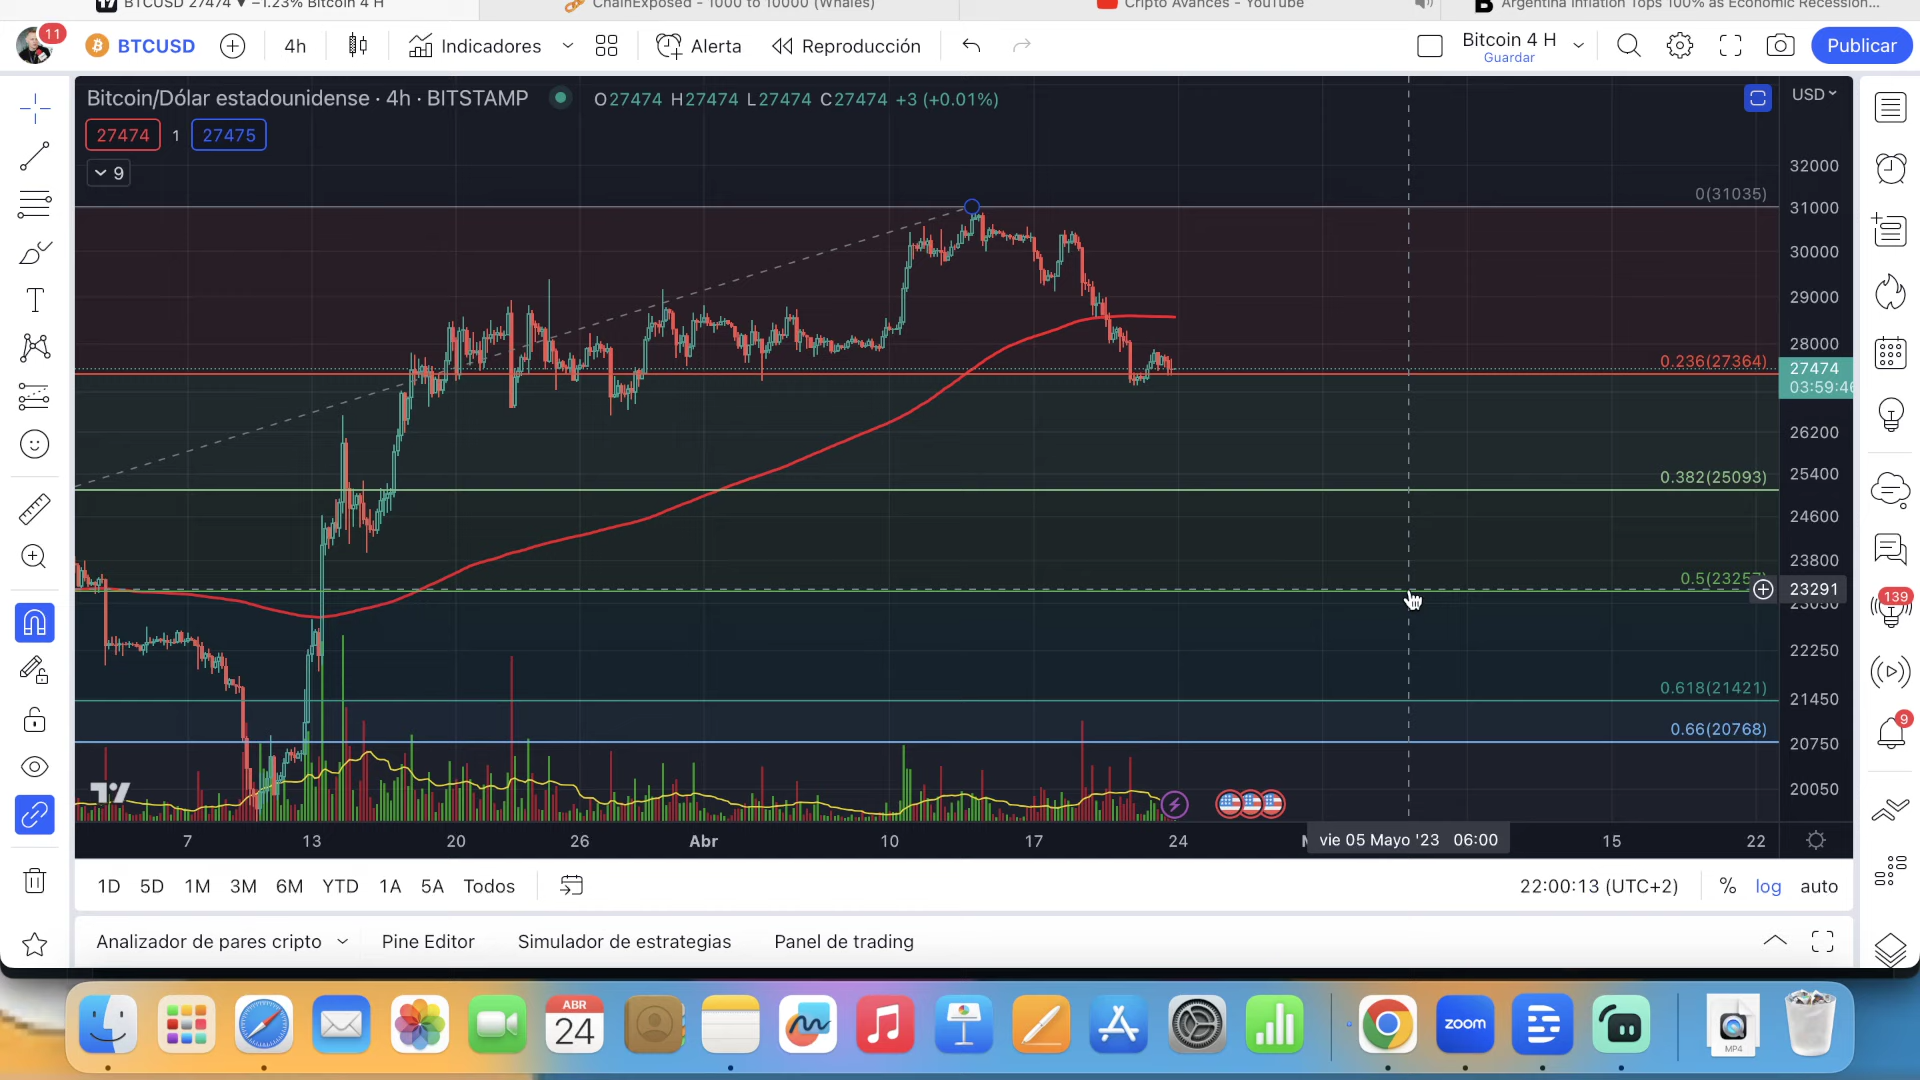 BTCUSD 27474 ▼ −1.23% Bitcoin 4 H
ChainExposed - 1000 to 10000 (Whales)
Cripto Avances - YouTube
Argentina Inflation Tops 100% as Economic Recession...
11
BTCUSD
4h
Indicadores
Alerta
Reproducción
Bitcoin 4 H
Guardar
Publicar
Bitcoin/Dólar estadounidense · 4h · BITSTAMP
O27474 H27474 L27474 C27474 +3 (+0.01%)
USD
27474
1
27475
9
32000
0(31035)
31000
30000
29000
28000
0.236(27364)
27474
03:59:46
26200
0.382(25093)
25400
24600
23800
0.5(23257)
23291
23050
22250
0.618(21421)
21450
0.66(20768)
20750
20050
139
9
7
13
20
26
Abr
10
17
24
vie 05 Mayo '23 06:00
15
22
1D
5D
1M
3M
6M
YTD
1A
5A
Todos
22:00:13 (UTC+2)
%
log
auto
Analizador de pares cripto
Pine Editor
Simulador de estrategias
Panel de trading
ABR
24
zoom
MP4